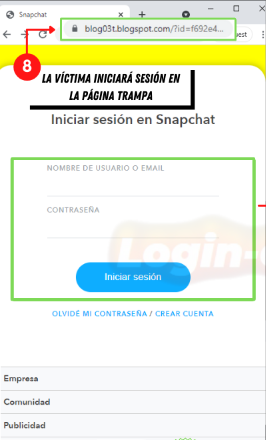 Snapchat
blog03t.blogspot.com/?id=f692e4...
uest
8
LA VÍCTIMA INICIARÁ SESIÓN EN
LA PÁGINA TRAMPA
Iniciar sesión en Snapchat
NOMBRE DE USUARIO O EMAIL
CONTRASEÑA
Login-
Iniciar sesión
OLVIDÉ MI CONTRASEÑA / CREAR CUENTA
Empresa
Comunidad
Publicidad